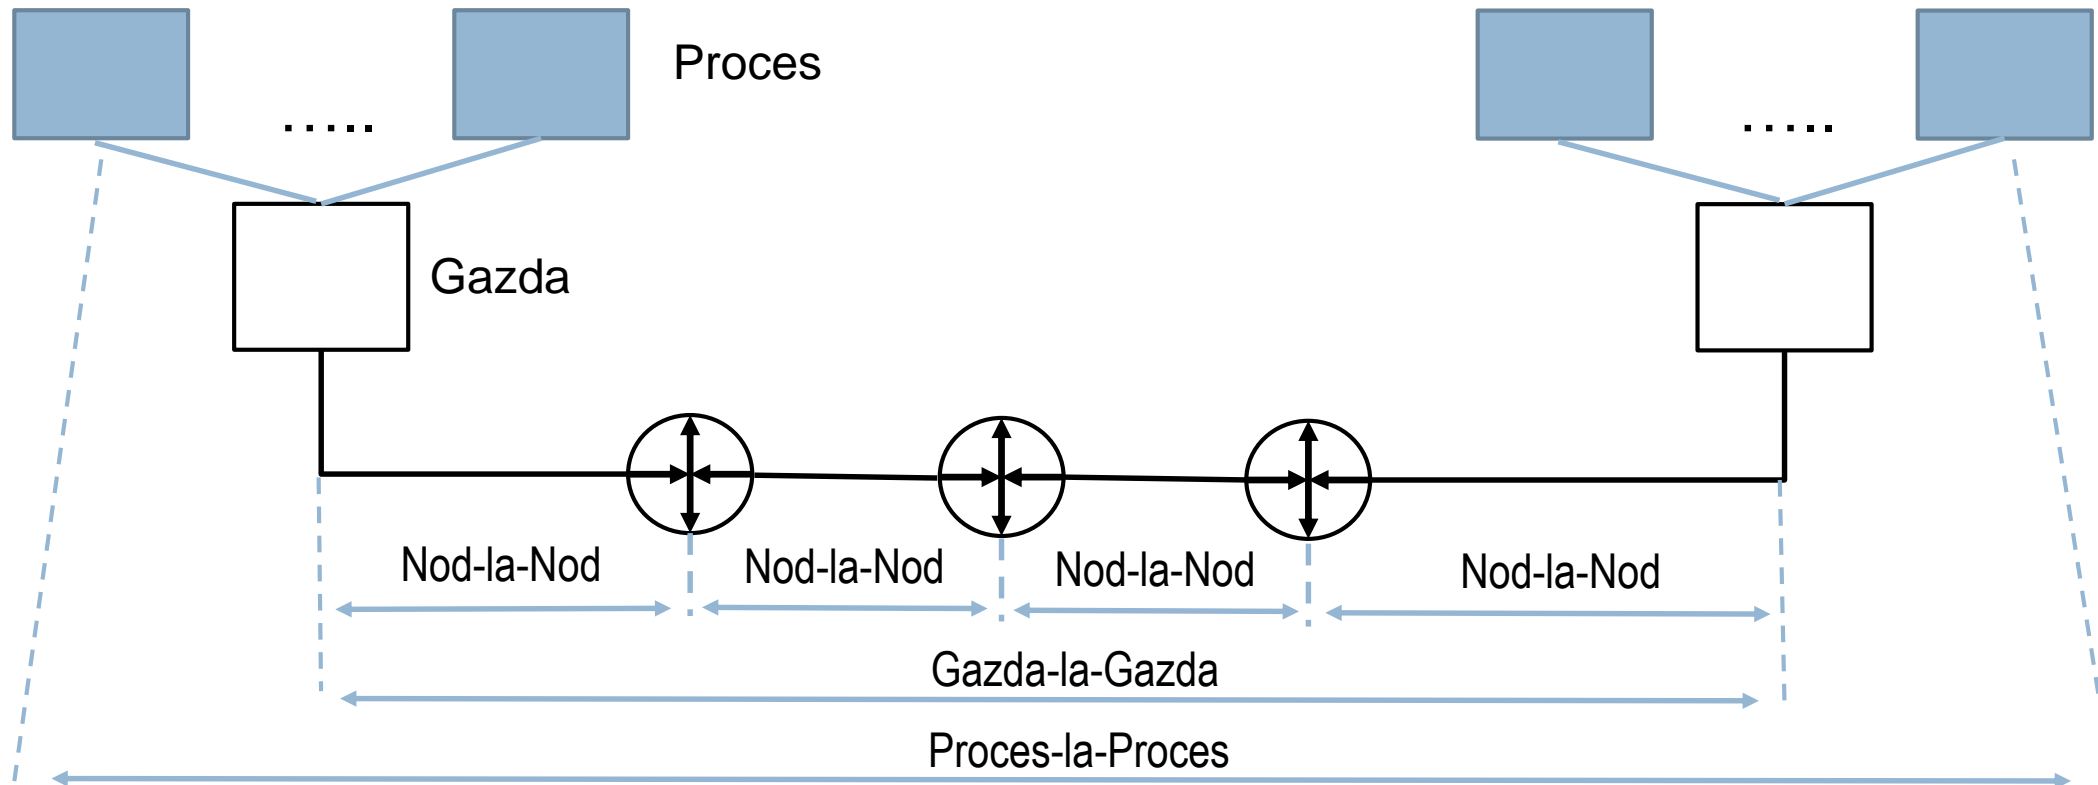 Proces
.....
.....
Gazda
Nod-la-Nod
Nod-la-Nod
Nod-la-Nod
Nod-la-Nod
Gazda-la-Gazda
Proces-la-Proces